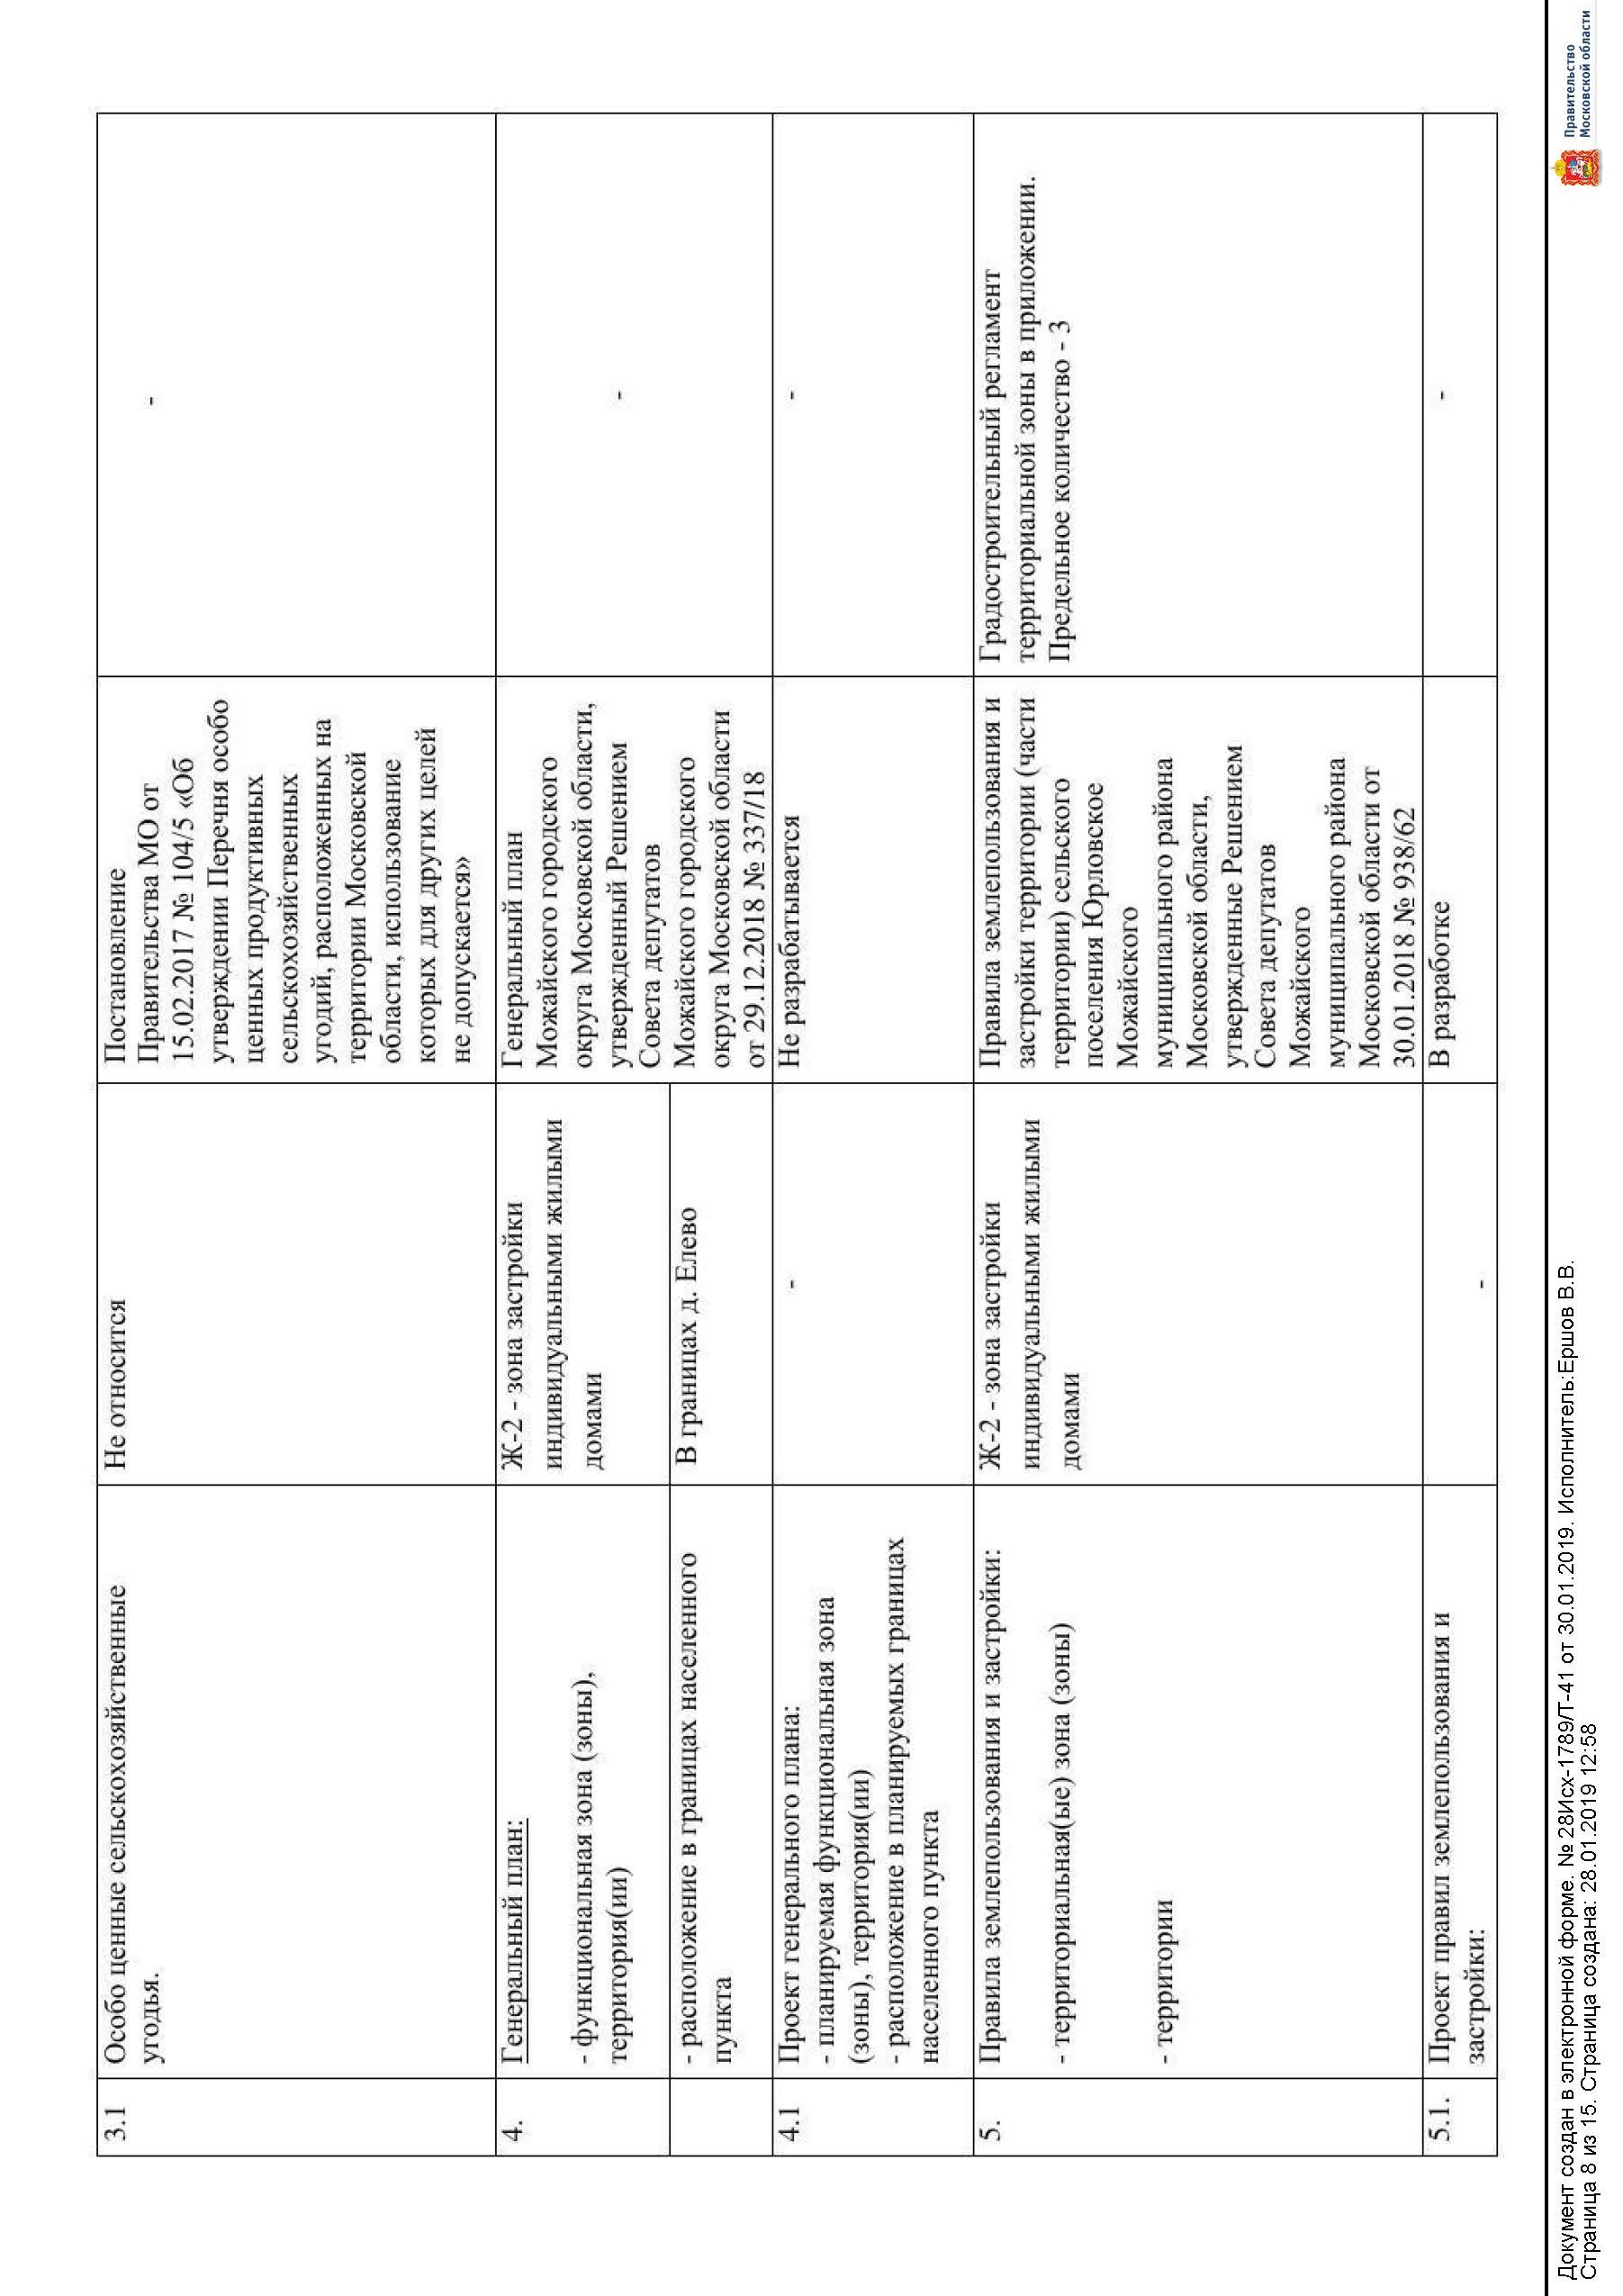 3.1
Особо ценные сельскохозяйственные
угодья.
Не относится
Постановление
Правительства МО от
15.02.2017 № 104/5 «Об
утверждении Перечня особо
ценных продуктивных
сельскохозяйственных
угодий, расположенных на
территории Московской
области, использование
которых для других целей
не допускается»
-
4.
Генеральный план:
- функциональная зона (зоны),
территория(ии)
Ж-2 - зона застройки
индивидуальными жилыми
домами
Генеральный план
Можайского городского
округа Московской области,
утвержденный Решением
Совета депутатов
Можайского городского
округа Московской области
от 29.12.2018 № 337/18
-
- расположение в границах населенного
пункта
В границах д. Елево
4.1
Проект генерального плана:
- планируемая функциональная зона
(зоны), территория(ии)
- расположение в планируемых границах
населенного пункта
-
Не разрабатывается
-
5.
Правила землепользования и застройки:
- территориальная(ые) зона (зоны)
- территории
Ж-2 - зона застройки
индивидуальными жилыми
домами
Правила землепользования и
застройки территории (части
территории) сельского
поселения Юрловское
Можайского
муниципального района
Московской области,
утвержденные Решением
Совета депутатов
Можайского
муниципального района
Московской области от
30.01.2018 № 938/62
Градостроительный регламент
территориальной зоны в приложении.
Предельное количество - 3
5.1.
Проект правил землепользования и
застройки:
-
В разработке
-
Документ создан в электронной форме. № 28Исх-1789/Т-41 от 30.01.2019. Исполнитель:Ершов В.В.
Страница 8 из 15. Страница создана: 28.01.2019 12:58
Правительство
Московской области